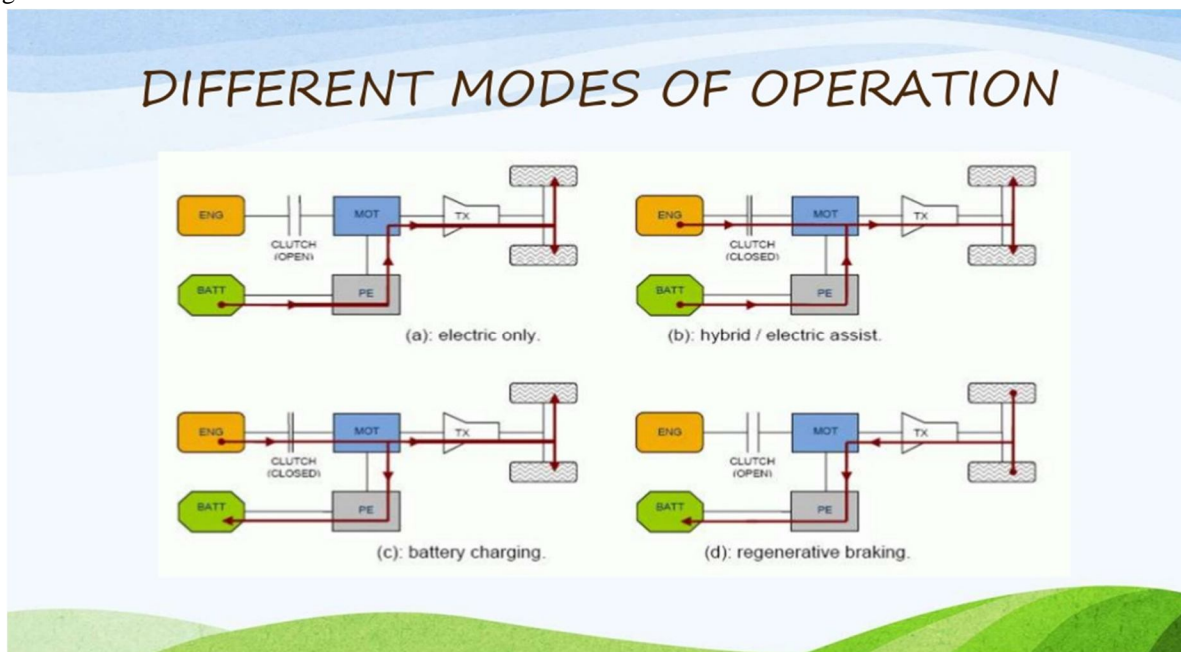 g
DIFFERENT MODES OF OPERATION
ENG
MOT
TX
CLUTCH
(OPEN)
BATT
PE
(a): electric only.
ENG
MOT
TX
CLUTCH
(CLOSED)
BATT
PE
(b): hybrid / electric assist.
ENG
MOT
TX
CLUTCH
(CLOSED)
BATT
PE
(c): battery charging.
ENG
MOT
TX
CLUTCH
(OPEN)
BATT
PE
(d): regenerative braking.